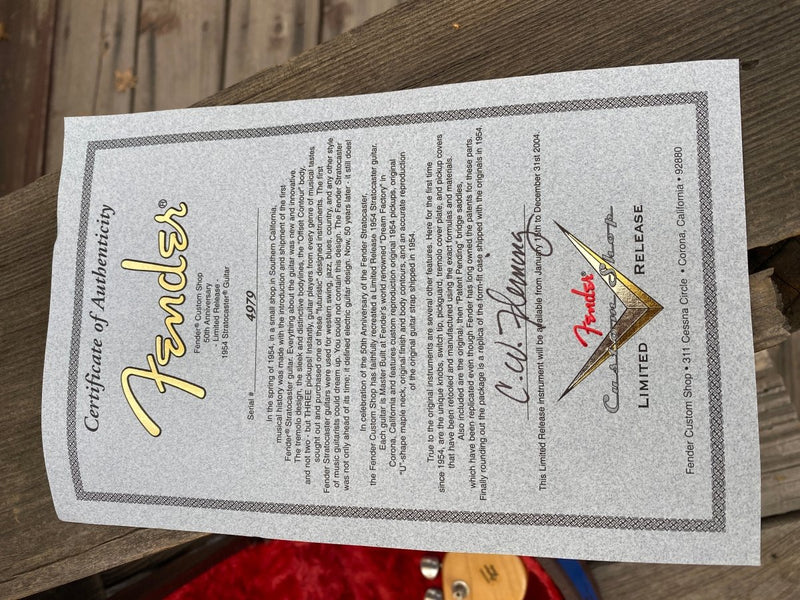 Certificate of Authenticity
Fender®
Fender® Custom Shop
50th Anniversary
- Limited Release -
1954 Stratocaster® Guitar
Serial # 4979
In the spring of 1954, in a small shop in Southern California,
musical history was made with the introduction and shipment of the first
Fender® Stratocaster guitar. Everything about the guitar was new and innovative.
The tremolo design, the sleek and distinctive bodylines, the "Offset Contour" body,
and not two - but THREE pickups! Instantly, guitar players from every genre of musical tastes
sought out and purchased one of these "futuristic" designed instruments. The first
Fender Stratocaster guitars were used for western swing, jazz, blues, country, and any other style
of music guitarists could dream up. You could not contain this design. The Fender Stratocaster
was not only ahead of its time; it defined electric guitar design. Now, 50 years later - it still does!
In celebration of the 50th Anniversary of the Fender Stratocaster,
the Fender Custom Shop has faithfully recreated a Limited Release 1954 Stratocaster guitar.
Each guitar is Master Built at Fender's world renowned "Dream Factory" in
Corona, California and features custom reproduction original 1954 pickups, original
"U"-shape maple neck, original finish and body contours, and an accurate reproduction
of the original guitar strap shipped in 1954.
True to the original instruments are several other features. Here for the first time
since 1954, are the unique knobs, switch tip, pickguard, tremolo cover plate, and pickup covers
that have been retooled and manufactured using the exact formulas and materials.
Also included are the original, then "Patent Pending" bridge saddles,
which have been replicated even though Fender has long owned the patents for these parts.
Finally rounding out the package is a replica of the form-fit case shipped with the originals in 1954.
C.W. Fleming
This Limited Release instrument will be available from January 15th to December 31st 2004.
Fender®
Custom Shop
LIMITED RELEASE
Fender Custom Shop • 311 Cessna Circle • Corona, California • 92880